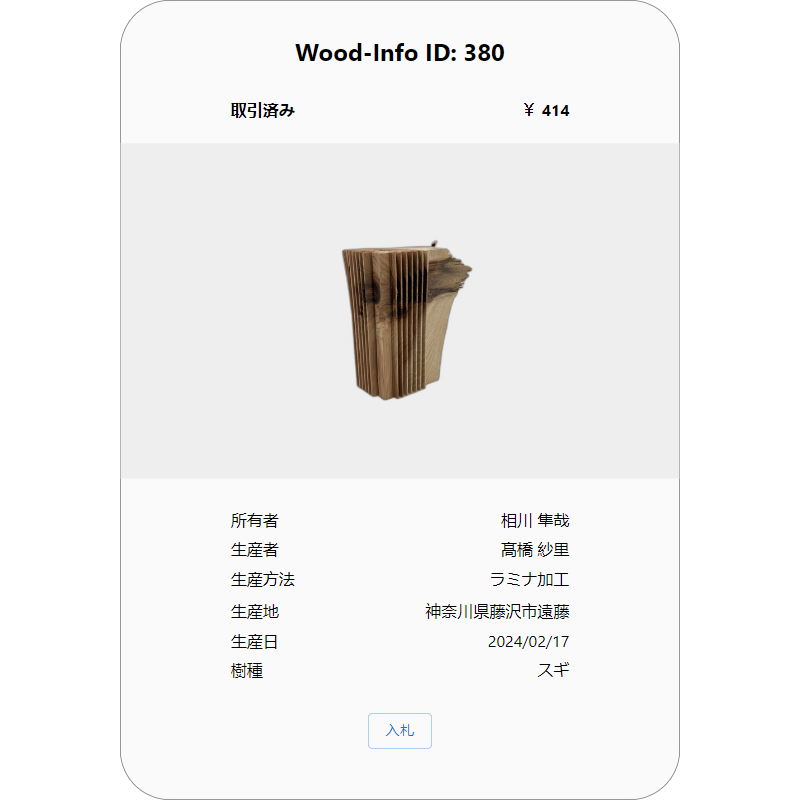 Wood-Info ID: 380
取引済み ￥ 414
所有者 相川 隼哉
生産者 髙橋 紗里
生産方法 ラミナ加工
生産地 神奈川県藤沢市遠藤
生産日 2024/02/17
樹種 スギ
入札